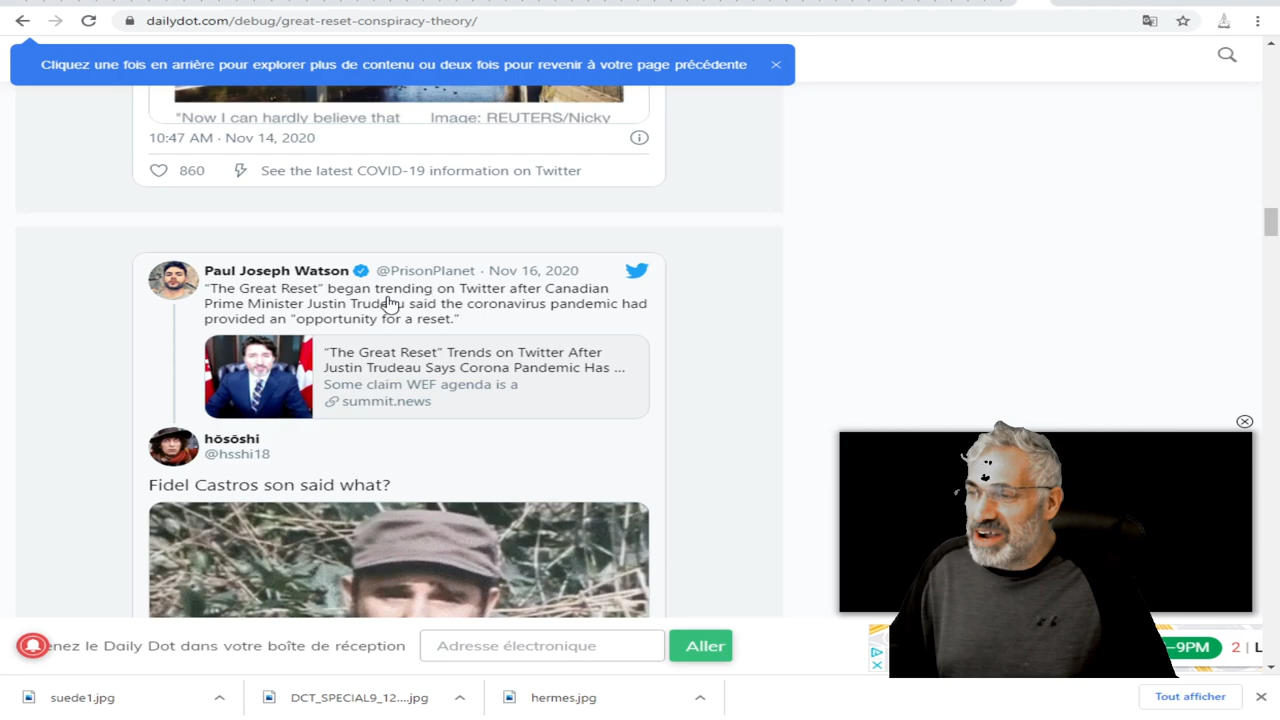 dailydot.com/debug/great-reset-conspiracy-theory/
Cliquez une fois en arrière pour explorer plus de contenu ou deux fois pour revenir à votre page précédente
"Now I can hardly believe that
Image: REUTERS/Nicky
10:47 AM · Nov 14, 2020
860
See the latest COVID-19 information on Twitter
Paul Joseph Watson @PrisonPlanet · Nov 16, 2020
"The Great Reset" began trending on Twitter after Canadian
Prime Minister Justin Trudeau said the coronavirus pandemic had
provided an "opportunity for a reset."
"The Great Reset" Trends on Twitter After
Justin Trudeau Says Corona Pandemic Has ...
Some claim WEF agenda is a
summit.news
hōsōshi
@hsshi18
Fidel Castros son said what?
enez le Daily Dot dans votre boîte de réception
Adresse électronique
Aller
–9PM
2 | L
suede1.jpg
DCT_SPECIAL9_12....jpg
hermes.jpg
Tout afficher